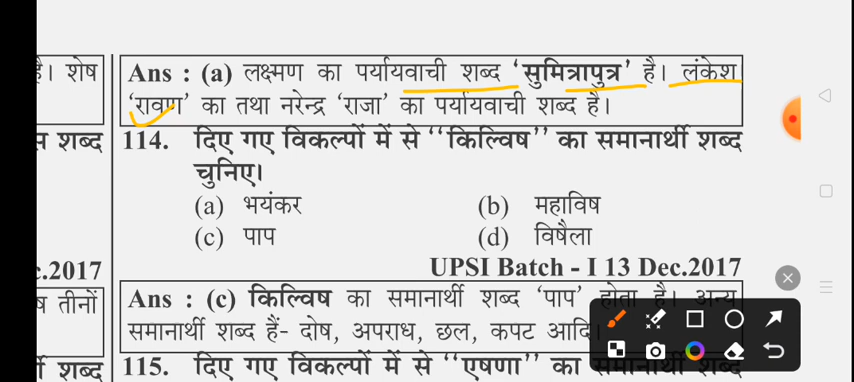 है। शेष
Ans : (a) लक्ष्मण का पर्यायवाची शब्द 'सुमित्रापुत्र' है। लंकेश
'रावण' का तथा नरेन्द्र 'राजा' का पर्यायवाची शब्द है।
शब्द
114. दिए गए विकल्पों में से ''किल्विष'' का समानार्थी शब्द
चुनिए।
(a) भयंकर (b) महाविष
(c) पाप (d) विषैला
UPSI Batch - I 13 Dec.2017
c.2017
तीनों
Ans : (c) किल्विष का समानार्थी शब्द 'पाप' होता है। अन्य
समानार्थी शब्द हैं- दोष, अपराध, छल, कपट आदि
शब्द
115. दिए गए विकल्पों में से ''एषणा'' का समानार्थी शब्द